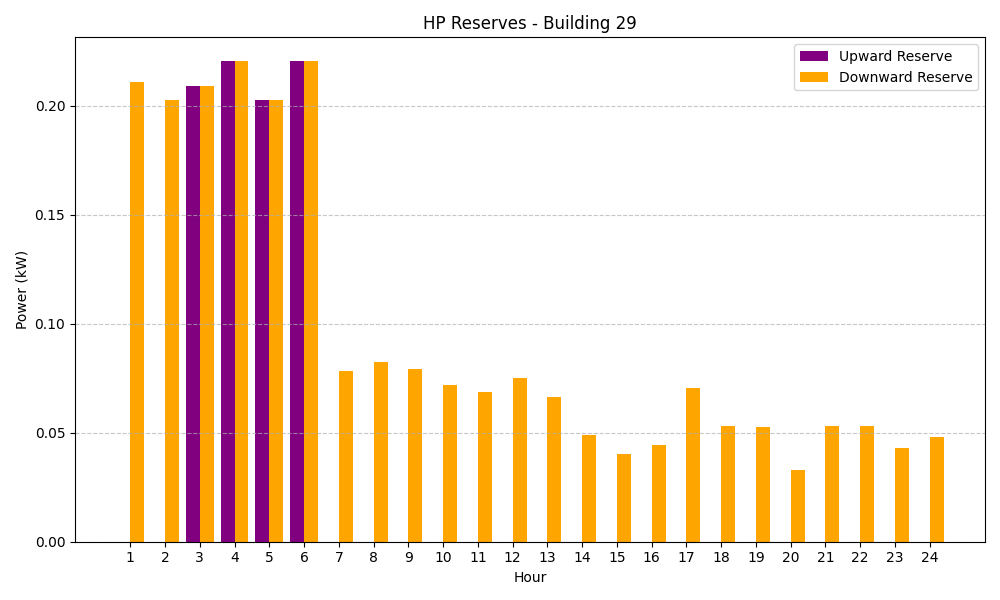 HP Reserves - Building 29
Upward Reserve
Downward Reserve
Power (kW)
0.20
0.15
0.10
0.05
0.00
1 2 3 4 5 6 7 8 9 10 11 12 13 14 15 16 17 18 19 20 21 22 23 24
Hour